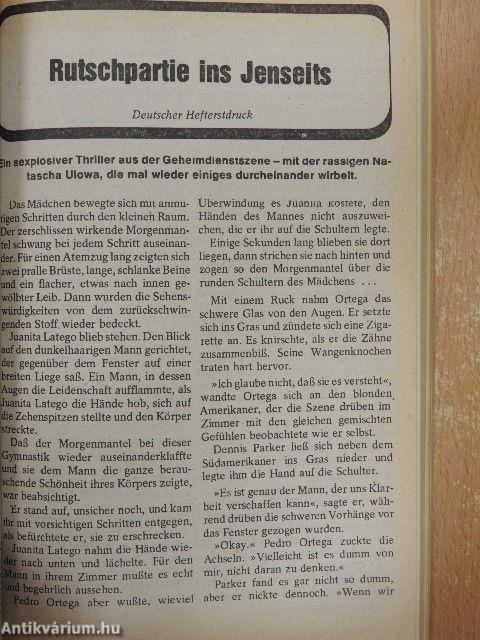 Rutschpartie ins Jenseits
Deutscher Hefterstdruck
Ein sexplosiver Thriller aus der Geheimdienstszene – mit der rassigen Na-
tascha Ulowa, die mal wieder einiges durcheinander wirbelt.
Das Mädchen bewegte sich mit anmu-
tigen Schritten durch den kleinen Raum.
Der zerschlissen wirkende Morgenman-
tel schwang bei jedem Schritt auseinan-
der. Für einen Atemzug lang zeigten sich
zwei pralle Brüste, lange, schlanke Beine
und ein flacher, etwas nach innen ge-
wölbter Leib. Dann wurden die Sehens-
würdigkeiten von dem zurückschwin-
genden Stoff wieder bedeckt.
Juanita Latego blieb stehen. Den Blick
auf den dunkelhaarigen Mann gerichtet,
der gegenüber dem Fenster auf einer
breiten Liege saß. Ein Mann, in dessen
Augen die Leidenschaft aufflammte, als
Juanita Latego die Hände hob, sich auf
die Zehenspitzen stellte und den Körper
streckte.
Daß der Morgenmantel bei dieser
Gymnastik wieder auseinanderklaffte
und sie dem Mann die ganze berau-
schende Schönheit ihres Körpers zeigte,
war beabsichtigt.
Er stand auf, unsicher noch, und kam
ihr mit vorsichtigen Schritten entgegen,
als befürchtete er, sie zu erschrecken.
Juanita Latego nahm die Hände wie-
der nach unten und lächelte. Für den
Mann in ihrem Zimmer mußte es echt
und begehrlich aussehen.
Pedro Ortega aber wußte, wieviel
Überwindung es Juanita kostete, den
Händen des Mannes nicht auszuwei-
chen, die er ihr auf die Schultern legte.
Einige Sekunden lang blieben sie dort
liegen, dann strichen sie nach hinten und
zogen so den Morgenmantel über die
runden Schultern des Mädchens . . .
Mit einem Ruck nahm Ortega das
schwere Glas von den Augen. Er setzte
sich ins Gras und zündete sich eine Ziga-
rette an. Es knirschte, als er die Zähne
zusammenbiß. Seine Wangenknochen
traten hart hervor.
»Ich glaube nicht, daß sie es versteht«,
wandte Ortega sich an den blonden
Amerikaner, der die Szene drüben im
Zimmer mit den gleichen gemischten
Gefühlen beobachtete wie er selbst.
Dennis Parker ließ sich neben dem
Südamerikaner ins Gras nieder und
legte ihm die Hand auf die Schulter.
»Es ist genau der Mann, der uns Klar-
heit verschaffen kann«, sagte er, wäh-
rend drüben die schweren Vorhänge vor
das Fenster gezogen wurden.
»Okay.« Pedro Ortega zuckte die
Achseln. »Vielleicht ist es dumm von
mir, nicht daran zu denken.«
Parker fand es gar nicht so dumm,
aber er nickte dennoch. »Wenn wir
Antikvárium.hu